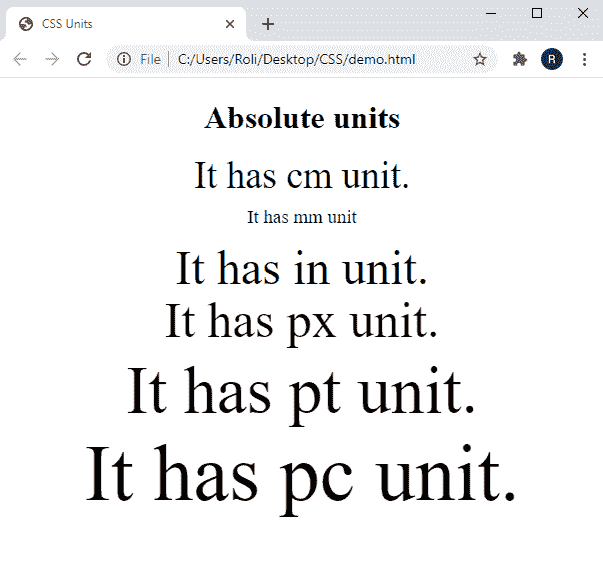 CSS Units
File | C:/Users/Roli/Desktop/CSS/demo.html
R
Absolute units
It has cm unit.
It has mm unit
It has in unit.
It has px unit.
It has pt unit.
It has pc unit.